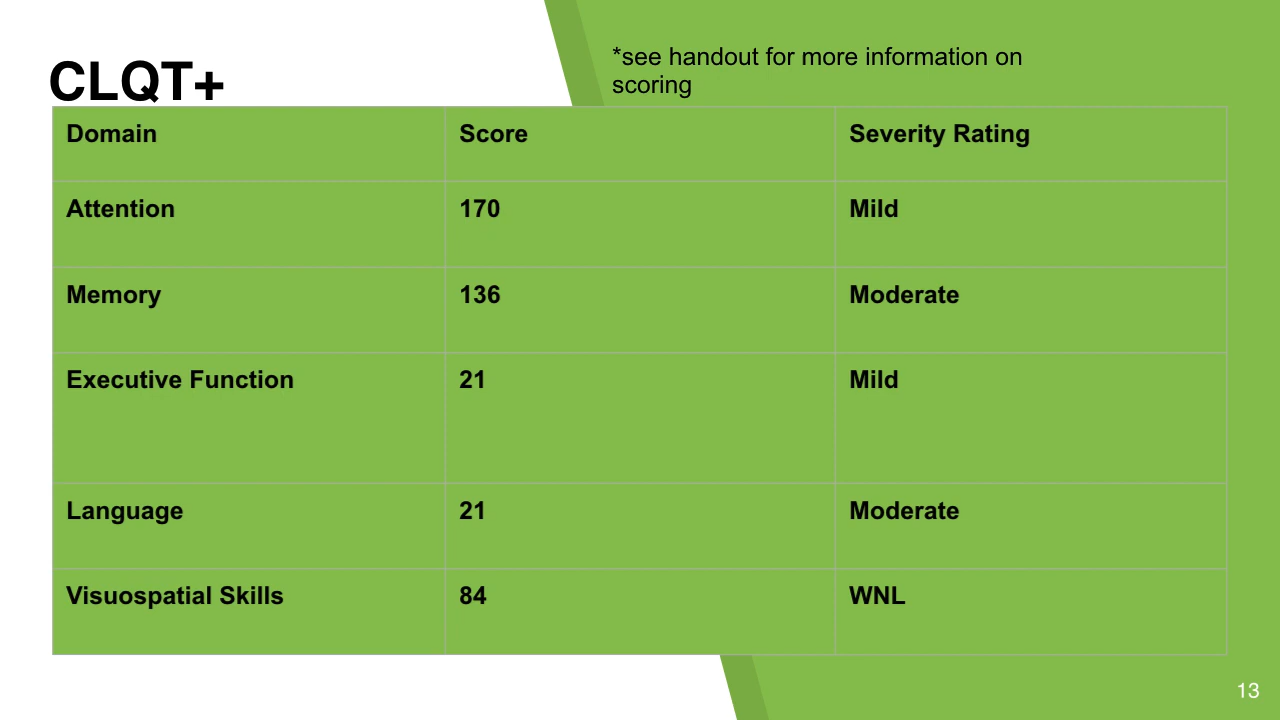 CLQT+
*see handout for more information on
scoring
Domain Score Severity Rating
Attention 170 Mild
Memory 136 Moderate
Executive Function 21 Mild
Language 21 Moderate
Visuospatial Skills 84 WNL
13